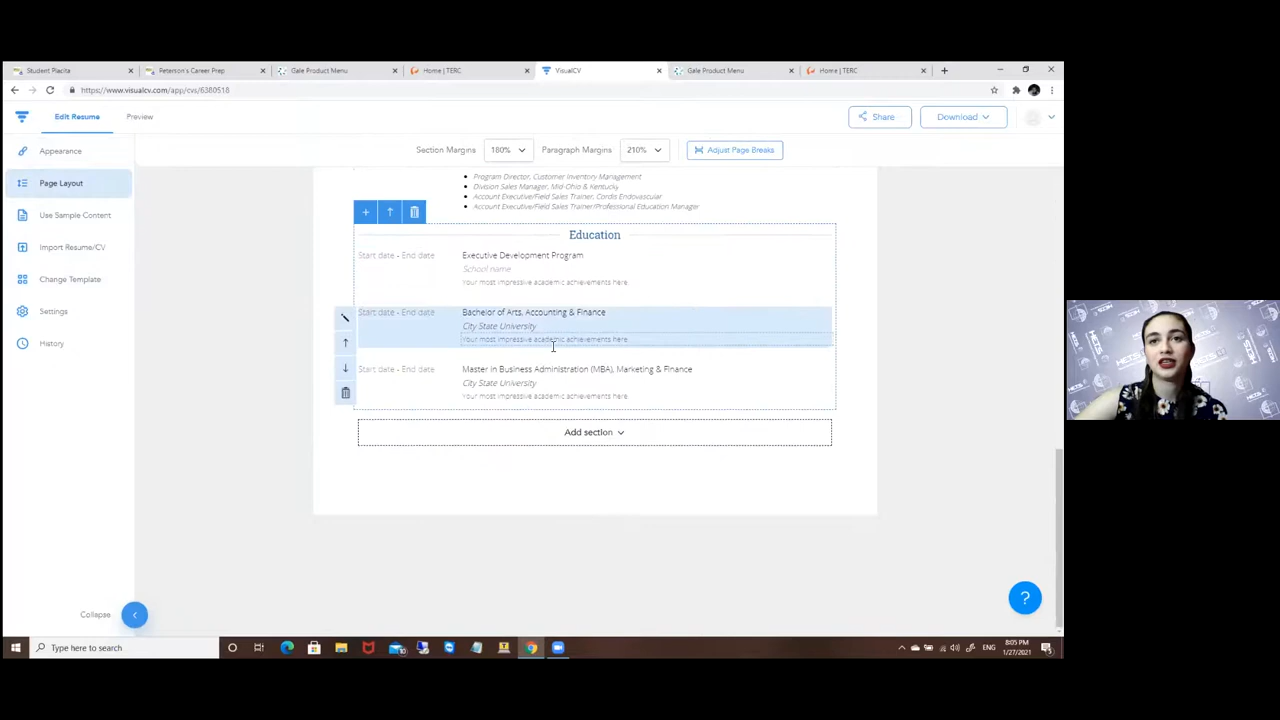 Student Placita
Peterson's Career Prep
Gale Product Menu
Home | TERC
VisualCV
Gale Product Menu
Home | TERC
https://www.visualcv.com/app/cvs/6380518
Edit Resume
Preview
Share
Download
Section Margins
180%
Paragraph Margins
210%
Adjust Page Breaks
Appearance
Page Layout
Use Sample Content
Import Resume/CV
Change Template
Settings
History
Program Director, Customer Inventory Management
Division Sales Manager, Mid-Ohio & Kentucky
Account Executive/Field Sales Trainer, Cordis Endovascular
Account Executive/Field Sales Trainer/Professional Education Manager
Education
Start date - End date
Executive Development Program
School name
Your most impressive academic achievements here
Start date - End date
Bachelor of Arts, Accounting & Finance
City State University
Your most impressive academic achievements here
Start date - End date
Master in Business Administration (MBA), Marketing & Finance
City State University
Your most impressive academic achievements here
Add section
Collapse
?
Type here to search
ENG
8:05 PM
1/27/2021